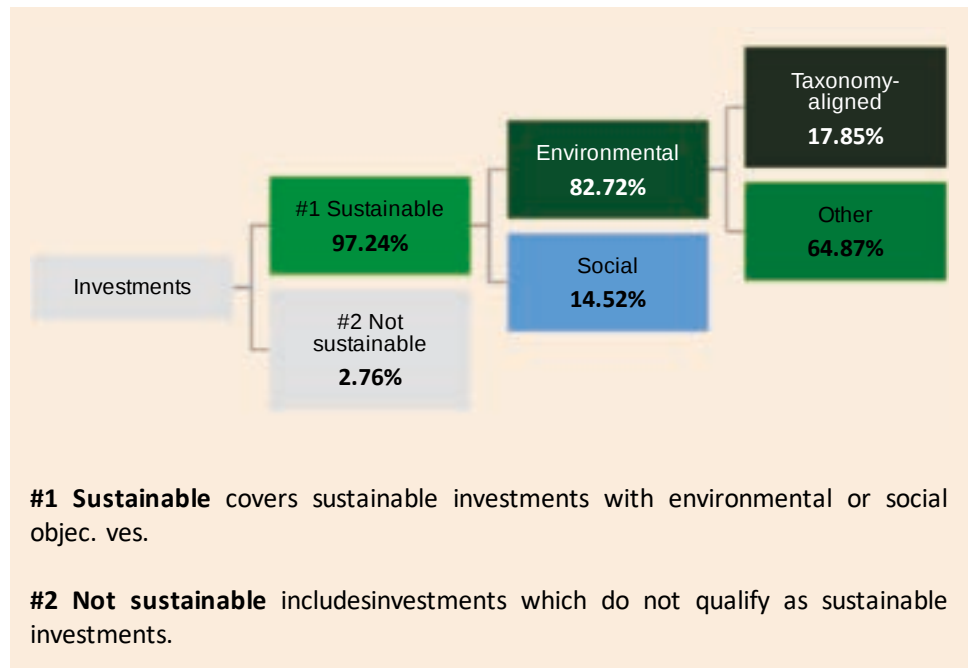 Investments
#1 Sustainable
97.24%
#2 Not
sustainable
2.76%
Environmental
82.72%
Social
14.52%
Taxonomy-
aligned
17.85%
Other
64.87%
#1 Sustainable covers sustainable investments with environmental or social
objec. ves.
#2 Not sustainable includesinvestments which do not qualify as sustainable
investments.